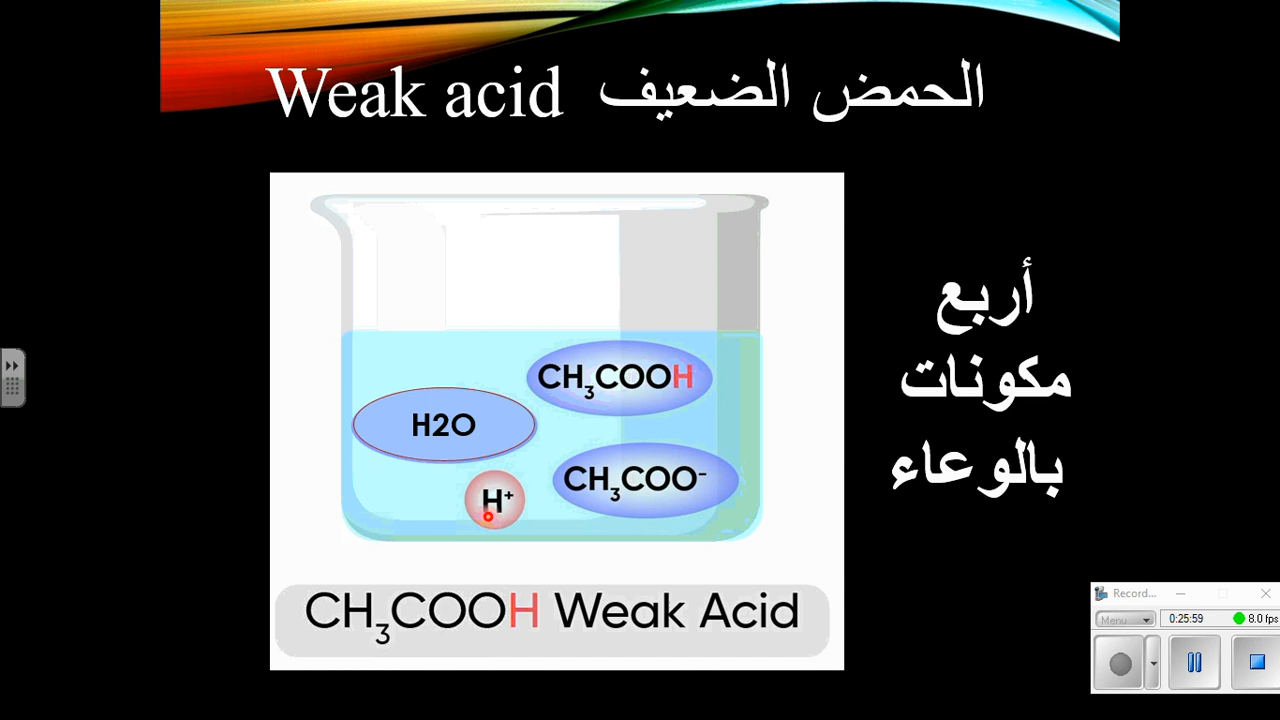 الحمض الضعيف Weak acid
CH₃COOH
H2O
CH₃COO⁻
H⁺
CH₃COOH Weak Acid
أربع
مكونات
بالوعاء
Record...
Menu
0:25:59
8.0 fps